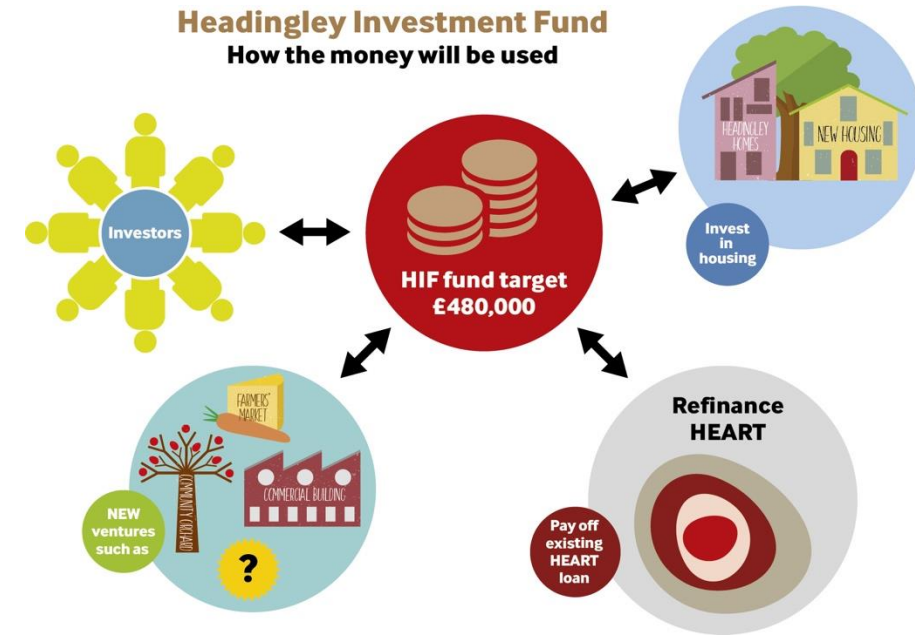 Headingley Investment Fund
How the money will be used
Investors
HIF fund target
£480,000
HEADINGLEY
HOMES
NEW HOUSING
Invest
in
housing
FARMERS'
MARKET
COMMUNITY ORCHARD
COMMERCIAL BUILDING
NEW
ventures
such as
?
Refinance
HEART
Pay off
existing
HEART
loan